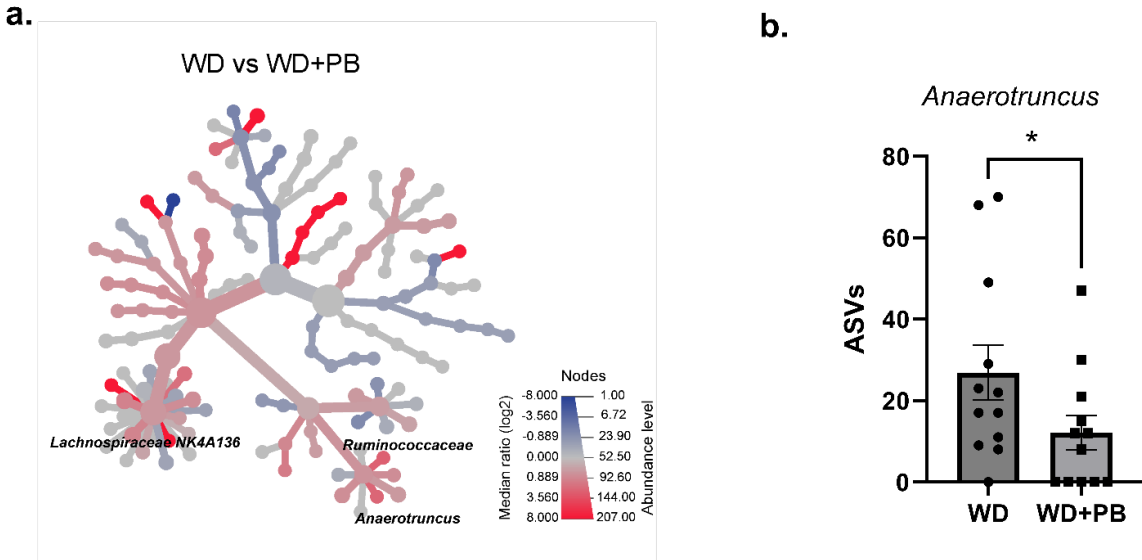 a.
WD vs WD+PB
Lachnospiraceae NK4A136
Ruminococcaceae
Anaerotruncus
Nodes
Median ratio (log2)
Abundance level
-8.000 1.00
-3.560 6.72
-0.889 23.90
0.000 52.50
0.889 92.60
3.560 144.00
8.000 207.00
b.
Anaerotruncus
*
ASVs
80
60
40
20
0
WD WD+PB